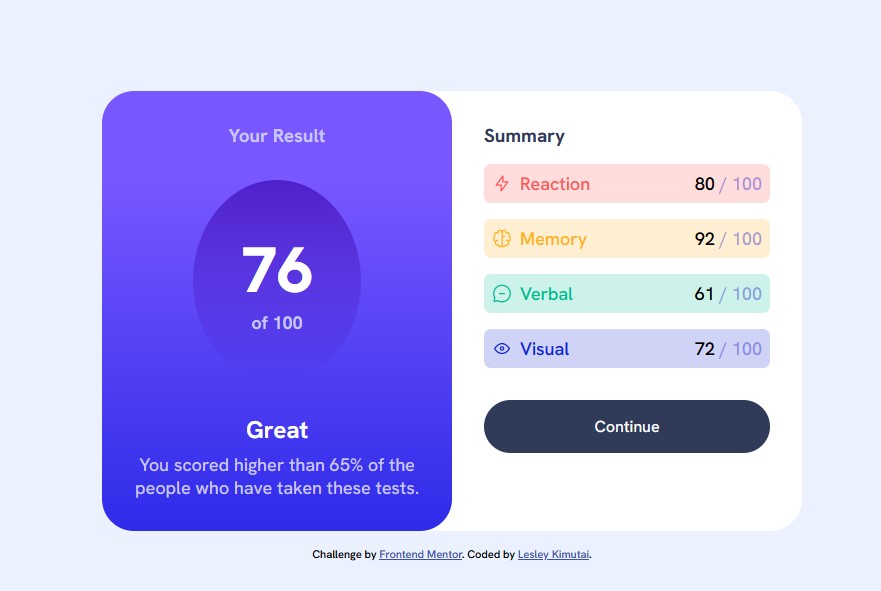 Your Result
76
of 100
Great
You scored higher than 65% of the
people who have taken these tests.
Summary
Reaction 80 / 100
Memory 92 / 100
Verbal 61 / 100
Visual 72 / 100
Continue
Challenge by Frontend Mentor. Coded by Lesley Kimutai.